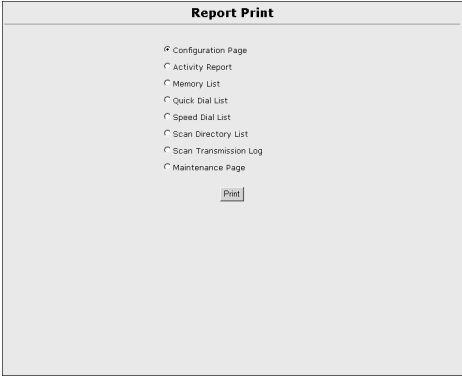 Report Print
Configuration Page
Activity Report
Memory List
Quick Dial List
Speed Dial List
Scan Directory List
Scan Transmission Log
Maintenance Page
Print